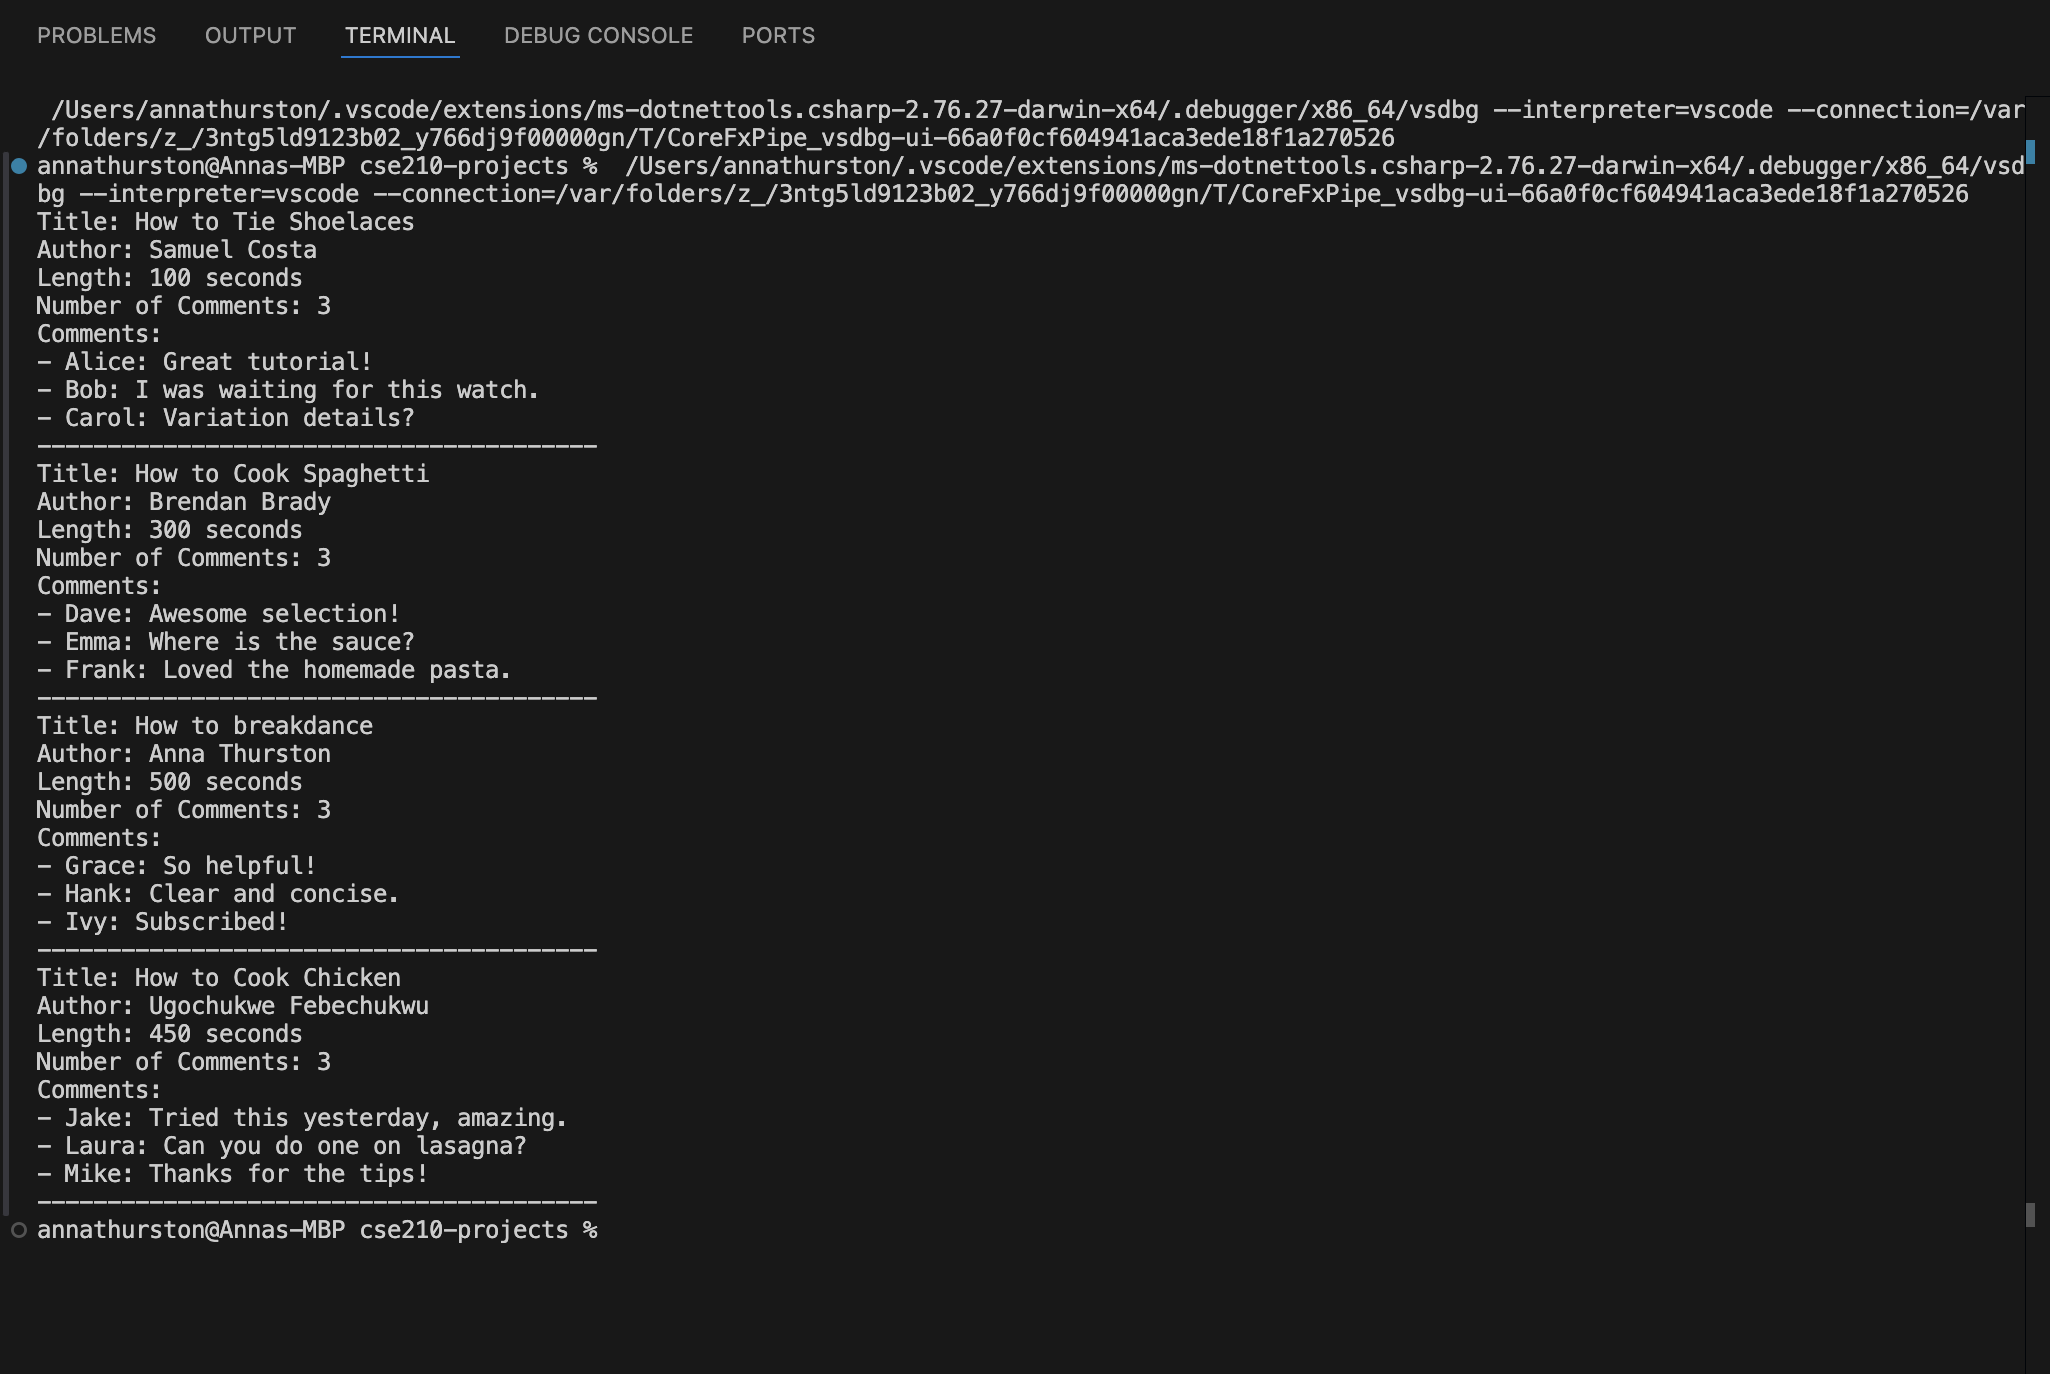 PROBLEMS OUTPUT TERMINAL DEBUG CONSOLE PORTS
/Users/annathurston/.vscode/extensions/ms-dotnettools.csharp-2.76.27-darwin-x64/.debugger/x86_64/vsdbg --interpreter=vscode --connection=/var
/folders/z_/3ntg5ld9123b02_y766dj9f00000gn/T/CoreFxPipe_vsdbg-ui-66a0f0cf604941aca3ede18f1a270526
annathurston@Annas-MBP cse210-projects %  /Users/annathurston/.vscode/extensions/ms-dotnettools.csharp-2.76.27-darwin-x64/.debugger/x86_64/vsd
bg --interpreter=vscode --connection=/var/folders/z_/3ntg5ld9123b02_y766dj9f00000gn/T/CoreFxPipe_vsdbg-ui-66a0f0cf604941aca3ede18f1a270526
Title: How to Tie Shoelaces
Author: Samuel Costa
Length: 100 seconds
Number of Comments: 3
Comments:
- Alice: Great tutorial!
- Bob: I was waiting for this watch.
- Carol: Variation details?
----------------------------------------
Title: How to Cook Spaghetti
Author: Brendan Brady
Length: 300 seconds
Number of Comments: 3
Comments:
- Dave: Awesome selection!
- Emma: Where is the sauce?
- Frank: Loved the homemade pasta.
----------------------------------------
Title: How to breakdance
Author: Anna Thurston
Length: 500 seconds
Number of Comments: 3
Comments:
- Grace: So helpful!
- Hank: Clear and concise.
- Ivy: Subscribed!
----------------------------------------
Title: How to Cook Chicken
Author: Ugochukwe Febechukwu
Length: 450 seconds
Number of Comments: 3
Comments:
- Jake: Tried this yesterday, amazing.
- Laura: Can you do one on lasagna?
- Mike: Thanks for the tips!
----------------------------------------
annathurston@Annas-MBP cse210-projects %